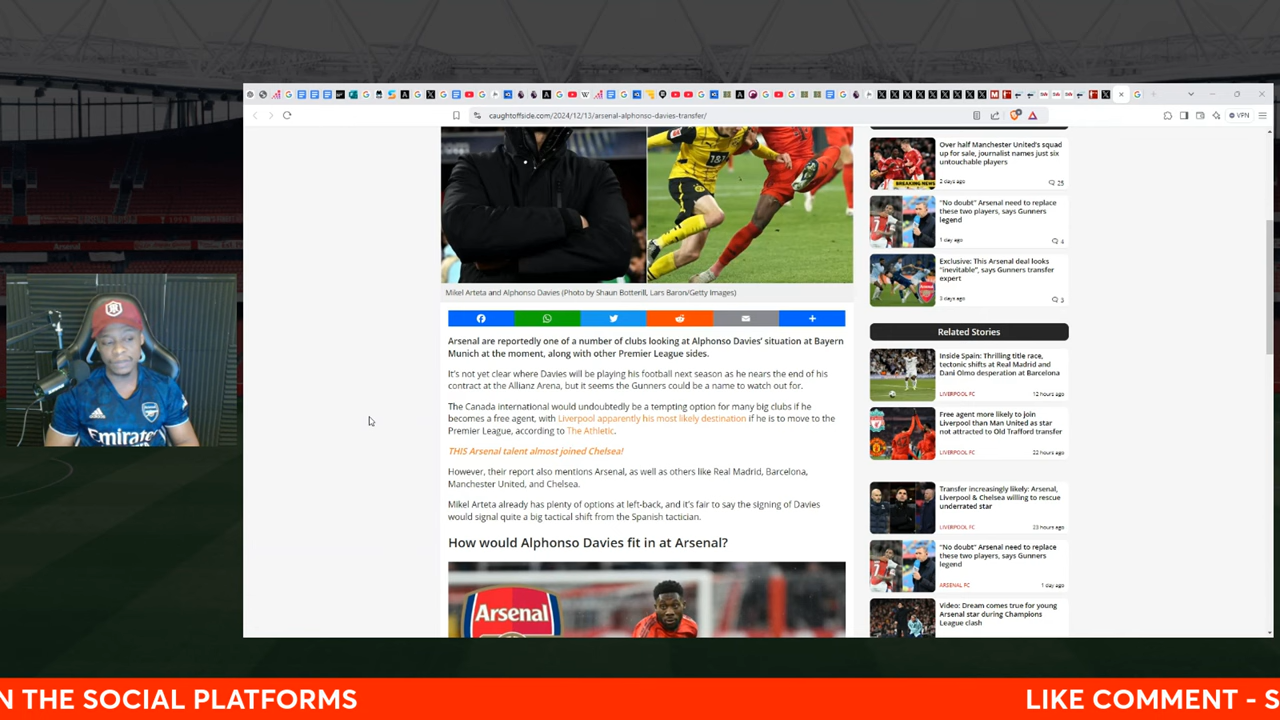 caughtoffside.com/2024/12/13/arsenal-alphonso-davies-transfer/
VPN
Mikel Arteta and Alphonso Davies (Photo by Shaun Botterill, Lars Baron/Getty Images)
Arsenal are reportedly one of a number of clubs looking at Alphonso Davies' situation at Bayern
Munich at the moment, along with other Premier League sides.
It's not yet clear where Davies will be playing his football next season as he nears the end of his
contract at the Allianz Arena, but it seems the Gunners could be a name to watch out for.
The Canada international would undoubtedly be a tempting option for many big clubs if he
becomes a free agent, with Liverpool apparently his most likely destination if he is to move to the
Premier League, according to The Athletic.
THIS Arsenal talent almost joined Chelsea!
However, their report also mentions Arsenal, as well as others like Real Madrid, Barcelona,
Manchester United, and Chelsea.
Mikel Arteta already has plenty of options at left-back, and it's fair to say the signing of Davies
would signal quite a big tactical shift from the Spanish tactician.
How would Alphonso Davies fit in at Arsenal?
Arsenal
Over half Manchester United's squad
up for sale, journalist names just six
untouchable players
BREAKING NEWS
2 days ago
25
"No doubt" Arsenal need to replace
these two players, says Gunners
legend
1 day ago
4
Exclusive: This Arsenal deal looks
"inevitable", says Gunners transfer
expert
3 days ago
3
Related Stories
Inside Spain: Thrilling title race,
tectonic shifts at Real Madrid and
Dani Olmo desperation at Barcelona
LIVERPOOL FC
12 hours ago
Free agent more likely to join
Liverpool than Man United as star
not attracted to Old Trafford transfer
LIVERPOOL FC
22 hours ago
Transfer increasingly likely: Arsenal,
Liverpool & Chelsea willing to rescue
underrated star
LIVERPOOL FC
23 hours ago
"No doubt" Arsenal need to replace
these two players, says Gunners
legend
ARSENAL FC
1 day ago
Video: Dream comes true for young
Arsenal star during Champions
League clash
Emirates
N THE SOCIAL PLATFORMS
LIKE COMMENT - S